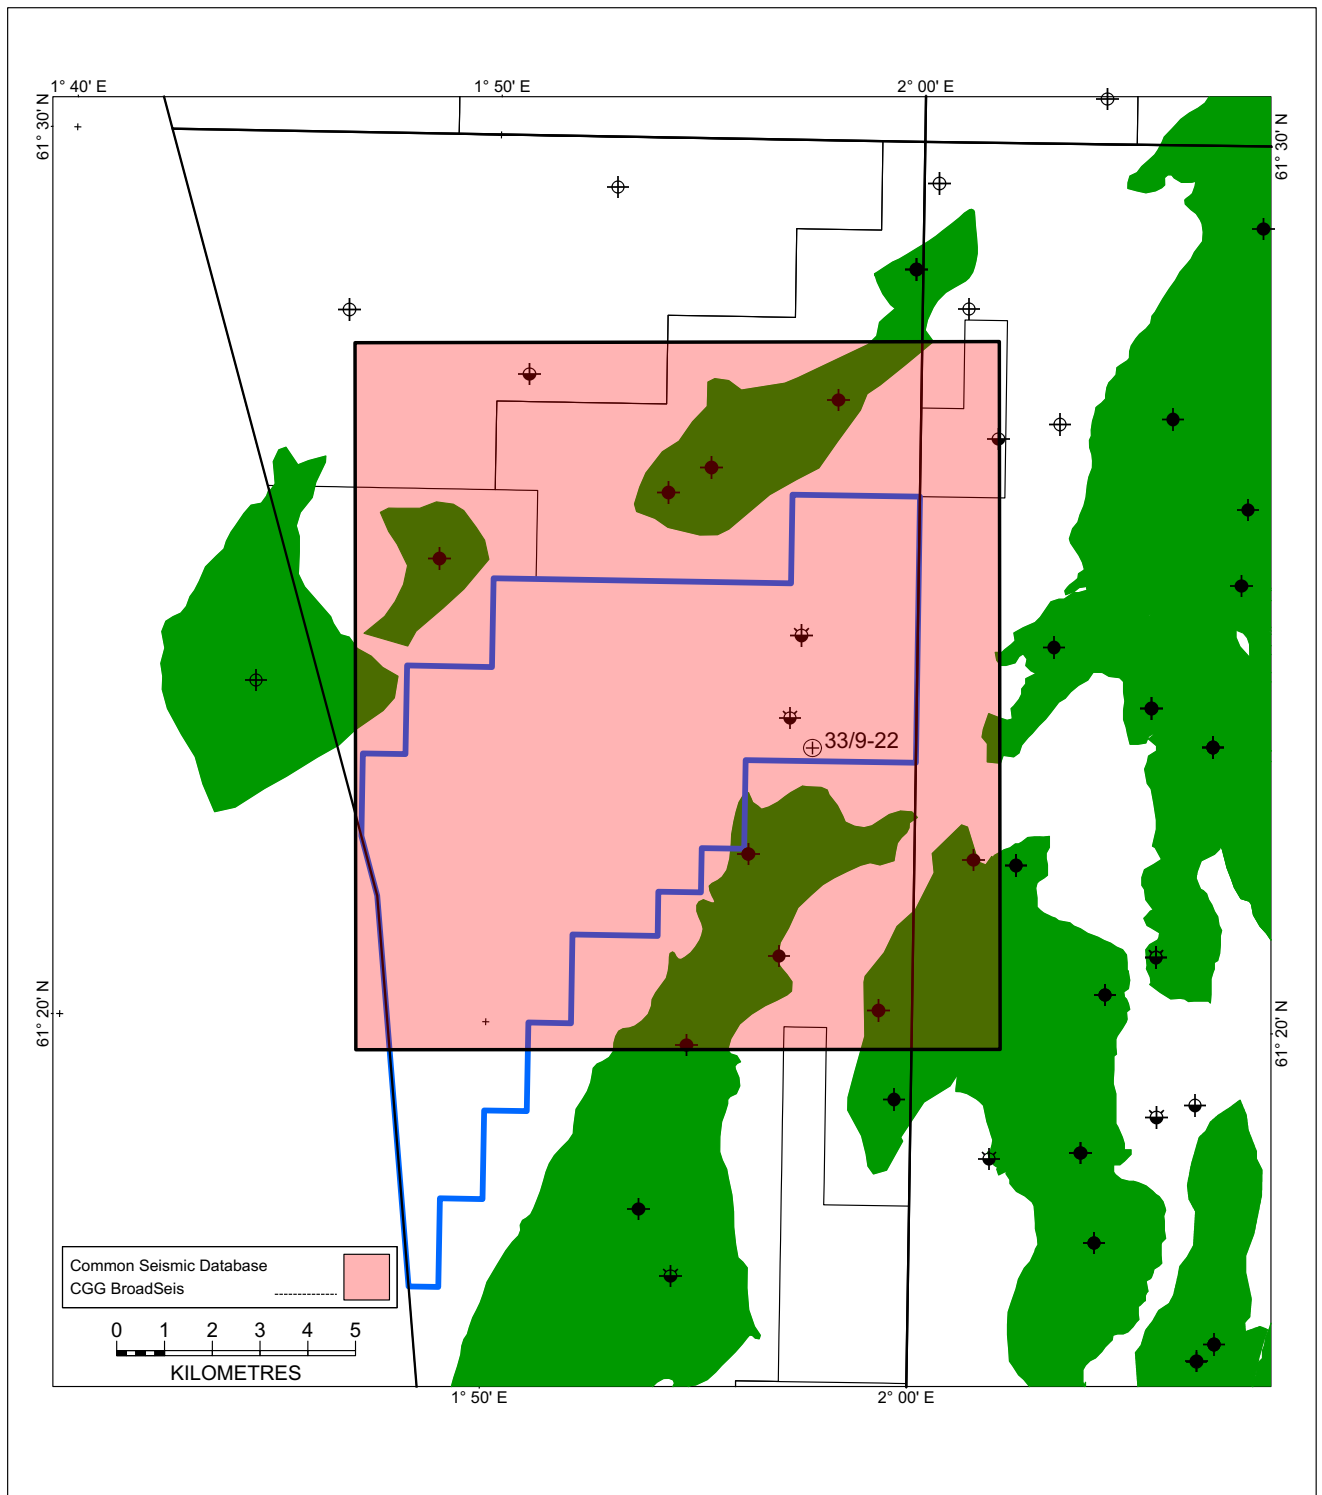 1° 40' E
1° 50' E
2° 00' E
61° 30' N
61° 30' N
33/9-22
61° 20' N
61° 20' N
Common Seismic Database
CGG BroadSeis
0 1 2 3 4 5
KILOMETRES
1° 50' E
2° 00' E